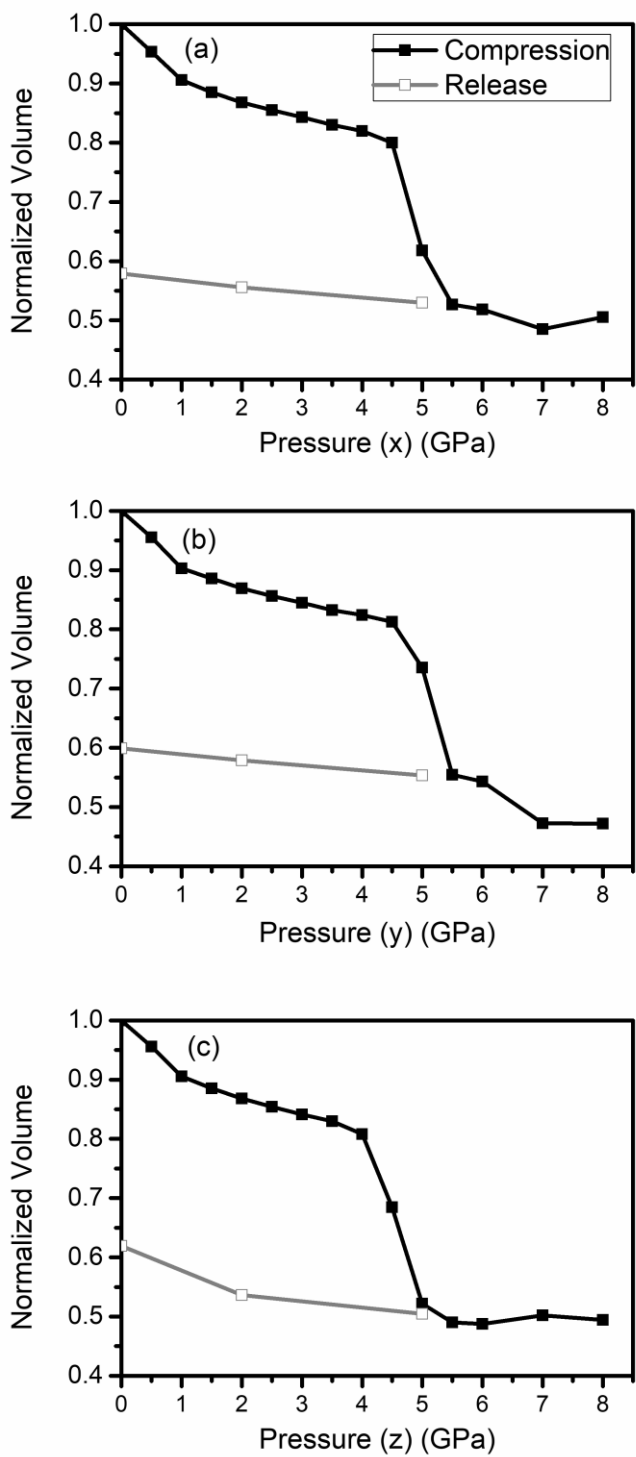 (a)
Compression
Release
1.0
0.9
0.8
0.7
0.6
0.5
0.4
Normalized Volume
0 1 2 3 4 5 6 7 8
Pressure (x) (GPa)
(b)
1.0
0.9
0.8
0.7
0.6
0.5
0.4
Normalized Volume
0 1 2 3 4 5 6 7 8
Pressure (y) (GPa)
(c)
1.0
0.9
0.8
0.7
0.6
0.5
0.4
Normalized Volume
0 1 2 3 4 5 6 7 8
Pressure (z) (GPa)